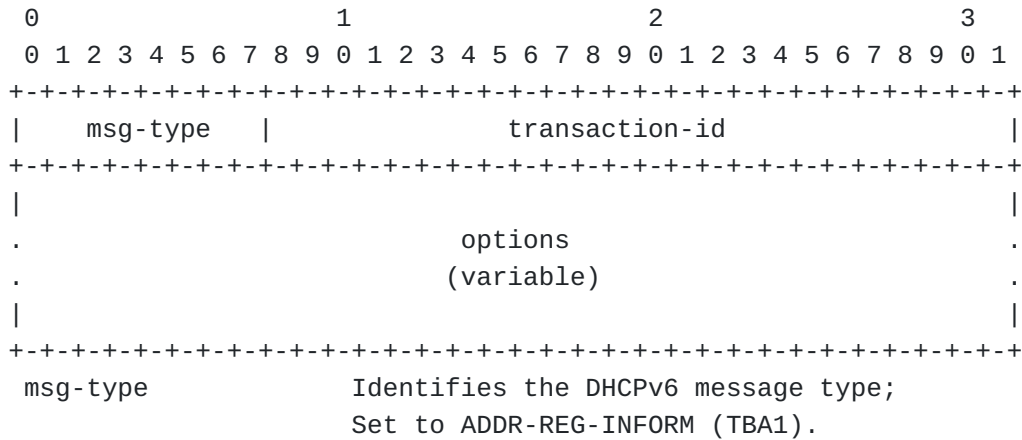 0                   1                   2                   3
 0 1 2 3 4 5 6 7 8 9 0 1 2 3 4 5 6 7 8 9 0 1 2 3 4 5 6 7 8 9 0 1
+-+-+-+-+-+-+-+-+-+-+-+-+-+-+-+-+-+-+-+-+-+-+-+-+-+-+-+-+-+-+-+-+
|    msg-type   |               transaction-id                  |
+-+-+-+-+-+-+-+-+-+-+-+-+-+-+-+-+-+-+-+-+-+-+-+-+-+-+-+-+-+-+-+-+
|                                                               |
.                            options                            .
.                           (variable)                          .
|                                                               |
+-+-+-+-+-+-+-+-+-+-+-+-+-+-+-+-+-+-+-+-+-+-+-+-+-+-+-+-+-+-+-+-+
 msg-type             Identifies the DHCPv6 message type;
                      Set to ADDR-REG-INFORM (TBA1).